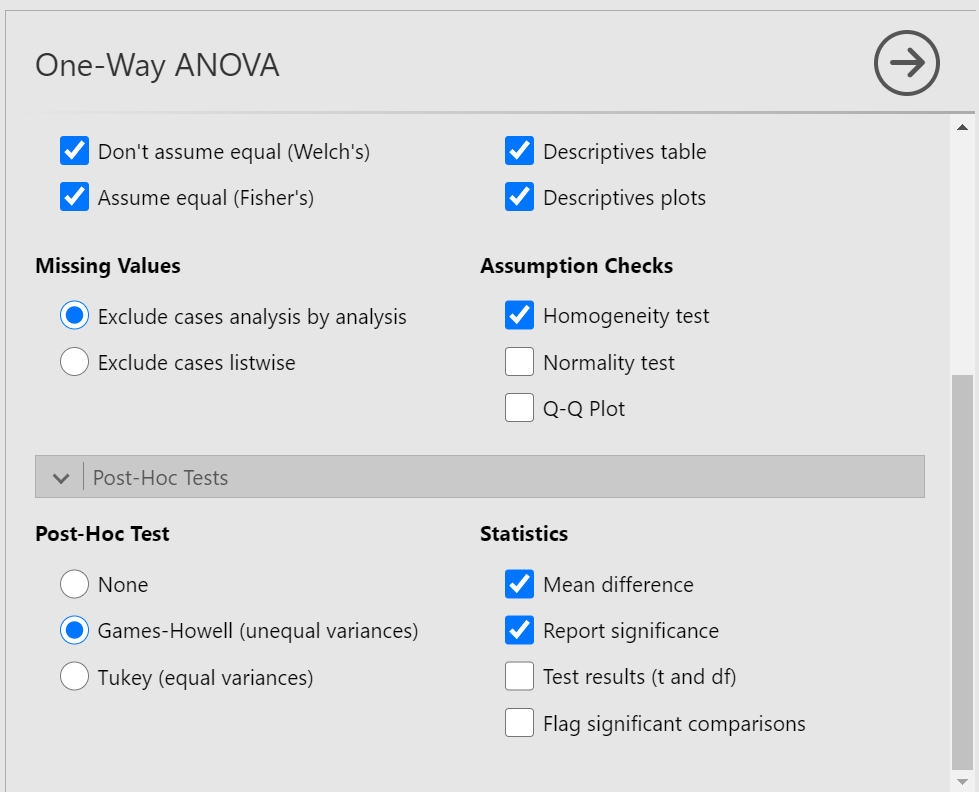 One-Way ANOVA
Don't assume equal (Welch's)
Assume equal (Fisher's)
Descriptives table
Descriptives plots
Missing Values
Exclude cases analysis by analysis
Exclude cases listwise
Assumption Checks
Homogeneity test
Normality test
Q-Q Plot
Post-Hoc Tests
Post-Hoc Test
None
Games-Howell (unequal variances)
Tukey (equal variances)
Statistics
Mean difference
Report significance
Test results (t and df)
Flag significant comparisons